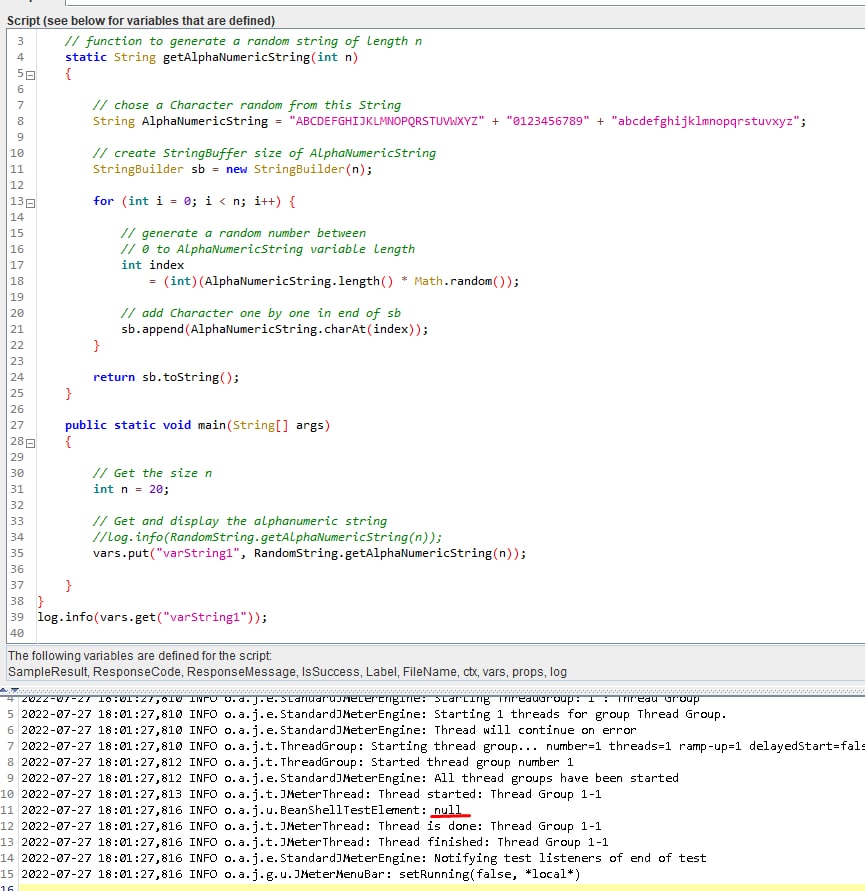 Script (see below for variables that are defined)
3 // function to generate a random string of length n
4 static String getAlphaNumericString(int n)
5 {
6
7 // chose a Character random from this String
8 String AlphaNumericString = "ABCDEFGHIJKLMNOPQRSTUVWXYZ" + "0123456789" + "abcdefghijklmnopqrstuvxyz";
9
10 // create StringBuffer size of AlphaNumericString
11 StringBuilder sb = new StringBuilder(n);
12
13 for (int i = 0; i < n; i++) {
14
15 // generate a random number between
16 // 0 to AlphaNumericString variable length
17 int index
18 = (int)(AlphaNumericString.length() * Math.random());
19
20 // add Character one by one in end of sb
21 sb.append(AlphaNumericString.charAt(index));
22 }
23
24 return sb.toString();
25 }
26
27 public static void main(String[] args)
28 {
29
30 // Get the size n
31 int n = 20;
32
33 // Get and display the alphanumeric string
34 //log.info(RandomString.getAlphaNumericString(n));
35 vars.put("varString1", RandomString.getAlphaNumericString(n));
36
37 }
38 }
39 log.info(vars.get("varString1"));
40
The following variables are defined for the script:
SampleResult, ResponseCode, ResponseMessage, IsSuccess, Label, FileName, ctx, vars, props, log
4 2022-07-27 18:01:27,810 INFO o.a.j.e.StandardJMeterEngine: Starting ThreadGroup: 1 : Thread Group
5 2022-07-27 18:01:27,810 INFO o.a.j.e.StandardJMeterEngine: Starting 1 threads for group Thread Group.
6 2022-07-27 18:01:27,810 INFO o.a.j.e.StandardJMeterEngine: Thread will continue on error
7 2022-07-27 18:01:27,810 INFO o.a.j.t.ThreadGroup: Starting thread group... number=1 threads=1 ramp-up=1 delayedStart=fals
8 2022-07-27 18:01:27,812 INFO o.a.j.t.ThreadGroup: Started thread group number 1
9 2022-07-27 18:01:27,812 INFO o.a.j.e.StandardJMeterEngine: All thread groups have been started
10 2022-07-27 18:01:27,813 INFO o.a.j.t.JMeterThread: Thread started: Thread Group 1-1
11 2022-07-27 18:01:27,816 INFO o.a.j.u.BeanShellTestElement: null
12 2022-07-27 18:01:27,816 INFO o.a.j.t.JMeterThread: Thread is done: Thread Group 1-1
13 2022-07-27 18:01:27,816 INFO o.a.j.t.JMeterThread: Thread finished: Thread Group 1-1
14 2022-07-27 18:01:27,816 INFO o.a.j.e.StandardJMeterEngine: Notifying test listeners of end of test
15 2022-07-27 18:01:27,816 INFO o.a.j.g.u.JMeterMenuBar: setRunning(false, *local*)
16